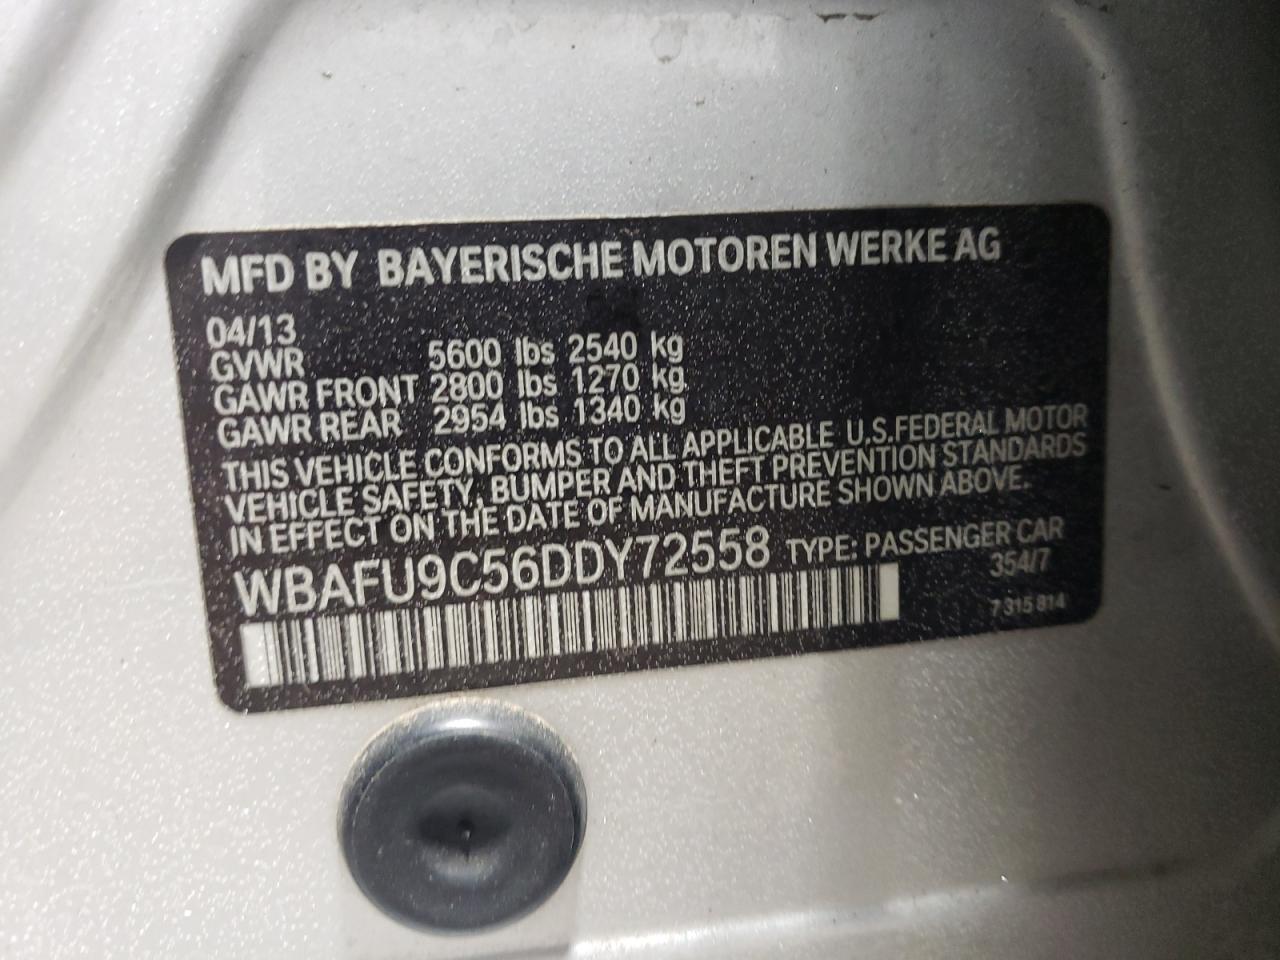 MFD BY BAYERISCHE MOTOREN WERKE AG
04/13
GVWR 5600 lbs 2540 kg
GAWR FRONT 2800 lbs 1270 kg
GAWR REAR 2954 lbs 1340 kg
THIS VEHICLE CONFORMS TO ALL APPLICABLE U.S.FEDERAL MOTOR
VEHICLE SAFETY, BUMPER AND THEFT PREVENTION STANDARDS
IN EFFECT ON THE DATE OF MANUFACTURE SHOWN ABOVE.
WBAFU9C56DDY72558 TYPE: PASSENGER CAR
354/7
7 315 814